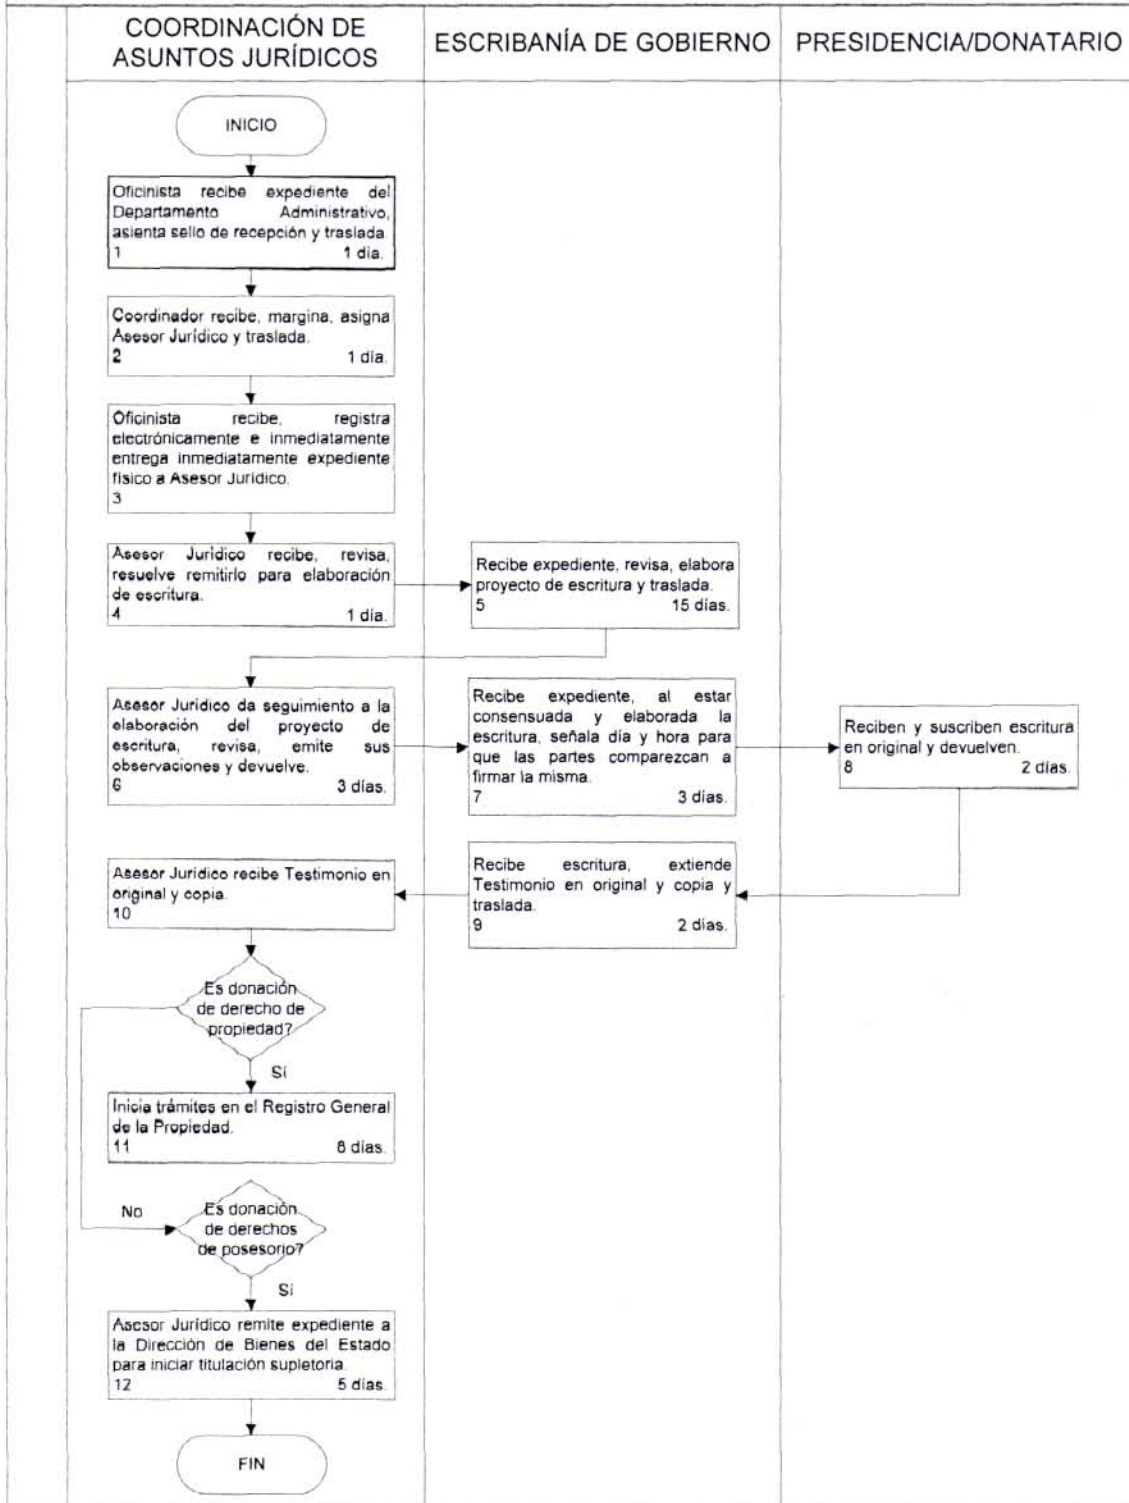 COORDINACIÓN DE
ASUNTOS JURÍDICOS
ESCRIBANÍA DE GOBIERNO
PRESIDENCIA/DONATARIO
INICIO
Oficinista recibe expediente del
Departamento Administrativo,
asienta sello de recepción y traslada.
1 1 dia.
Coordinador recibe, margina, asigna
Asesor Jurídico y traslada.
2 1 dia.
Oficinista recibe, registra
electrónicamente e inmediatamente
entrega inmediatamente expediente
físico a Asesor Jurídico.
3
Asesor Jurídico recibe, revisa,
resuelve remitirlo para elaboración
de escritura.
4 1 dia.
Recibe expediente, revisa, elabora
proyecto de escritura y traslada.
5 15 días.
Asesor Jurídico da seguimiento a la
elaboración del proyecto de
escritura, revisa, emite sus
observaciones y devuelve.
6 3 días.
Recibe expediente, al estar
consensuada y elaborada la
escritura, señala día y hora para
que las partes comparezcan a
firmar la misma.
7 3 días.
Reciben y suscriben escritura
en original y devuelven.
8 2 días.
Recibe escritura, extiende
Testimonio en original y copia y
traslada.
9 2 días.
Asesor Jurídico recibe Testimonio en
original y copia.
10
Es donación
de derecho de
propiedad?
Sí
Inicia trámites en el Registro General
de la Propiedad.
11 8 días.
No
Es donación
de derechos
de posesorio?
Sí
Asesor Jurídico remite expediente a
la Dirección de Bienes del Estado
para iniciar titulación supletoria.
12 5 días.
FIN